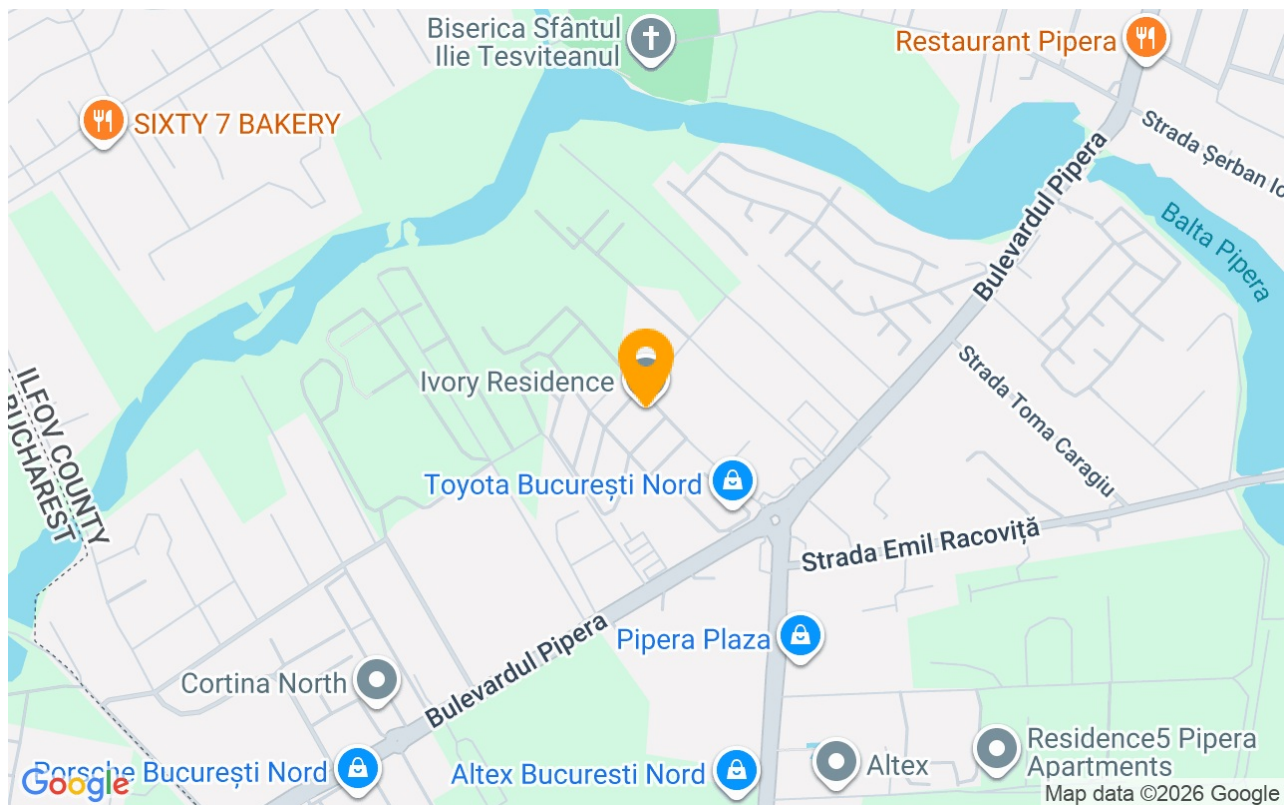 Biserica Sfântul
Ilie Tesviteanul
Restaurant Pipera
SIXTY 7 BAKERY
Strada Șerban Io
Bulevardul Pipera
Balta Pipera
Ivory Residence
Strada Toma Caragiu
ILFOV COUNTY
BUCHAREST
Toyota București Nord
Strada Emil Racoviță
Bulevardul Pipera
Pipera Plaza
Cortina North
Porsche București Nord
Google
Altex Bucuresti Nord
Altex
Residence5 Pipera
Apartments
Map data ©2026 Google